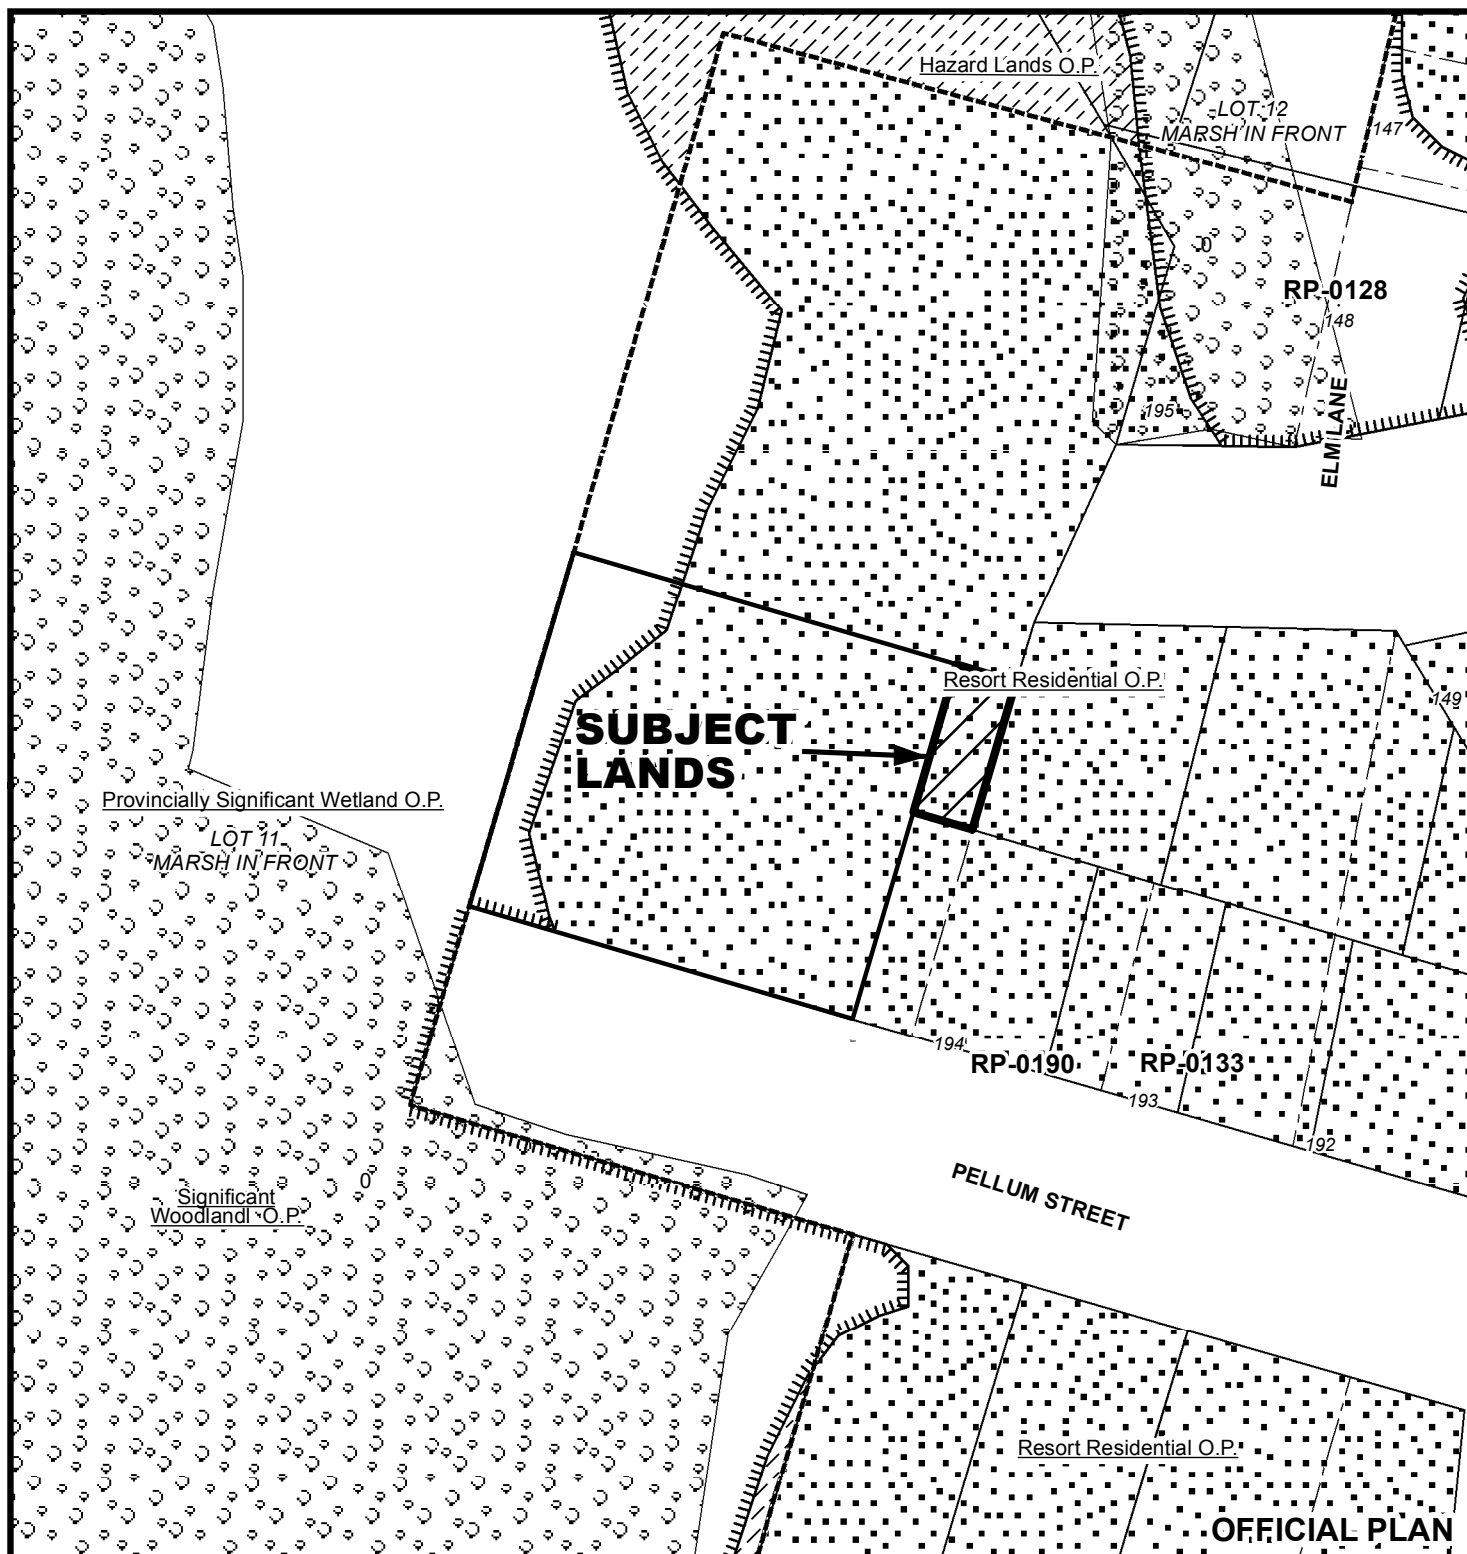 Hazard Lands O.P.
LOT 12
MARSH IN FRONT
147
0
RP-0128
148
195
ELM LANE
Resort Residential O.P.
149
SUBJECT
LANDS
Provincially Significant Wetland O.P.
LOT 11
MARSH IN FRONT
194
RP-0190
RP-0133
193
192
PELLUM STREET
0
Significant
Woodland O.P.
Resort Residential O.P.
OFFICIAL PLAN